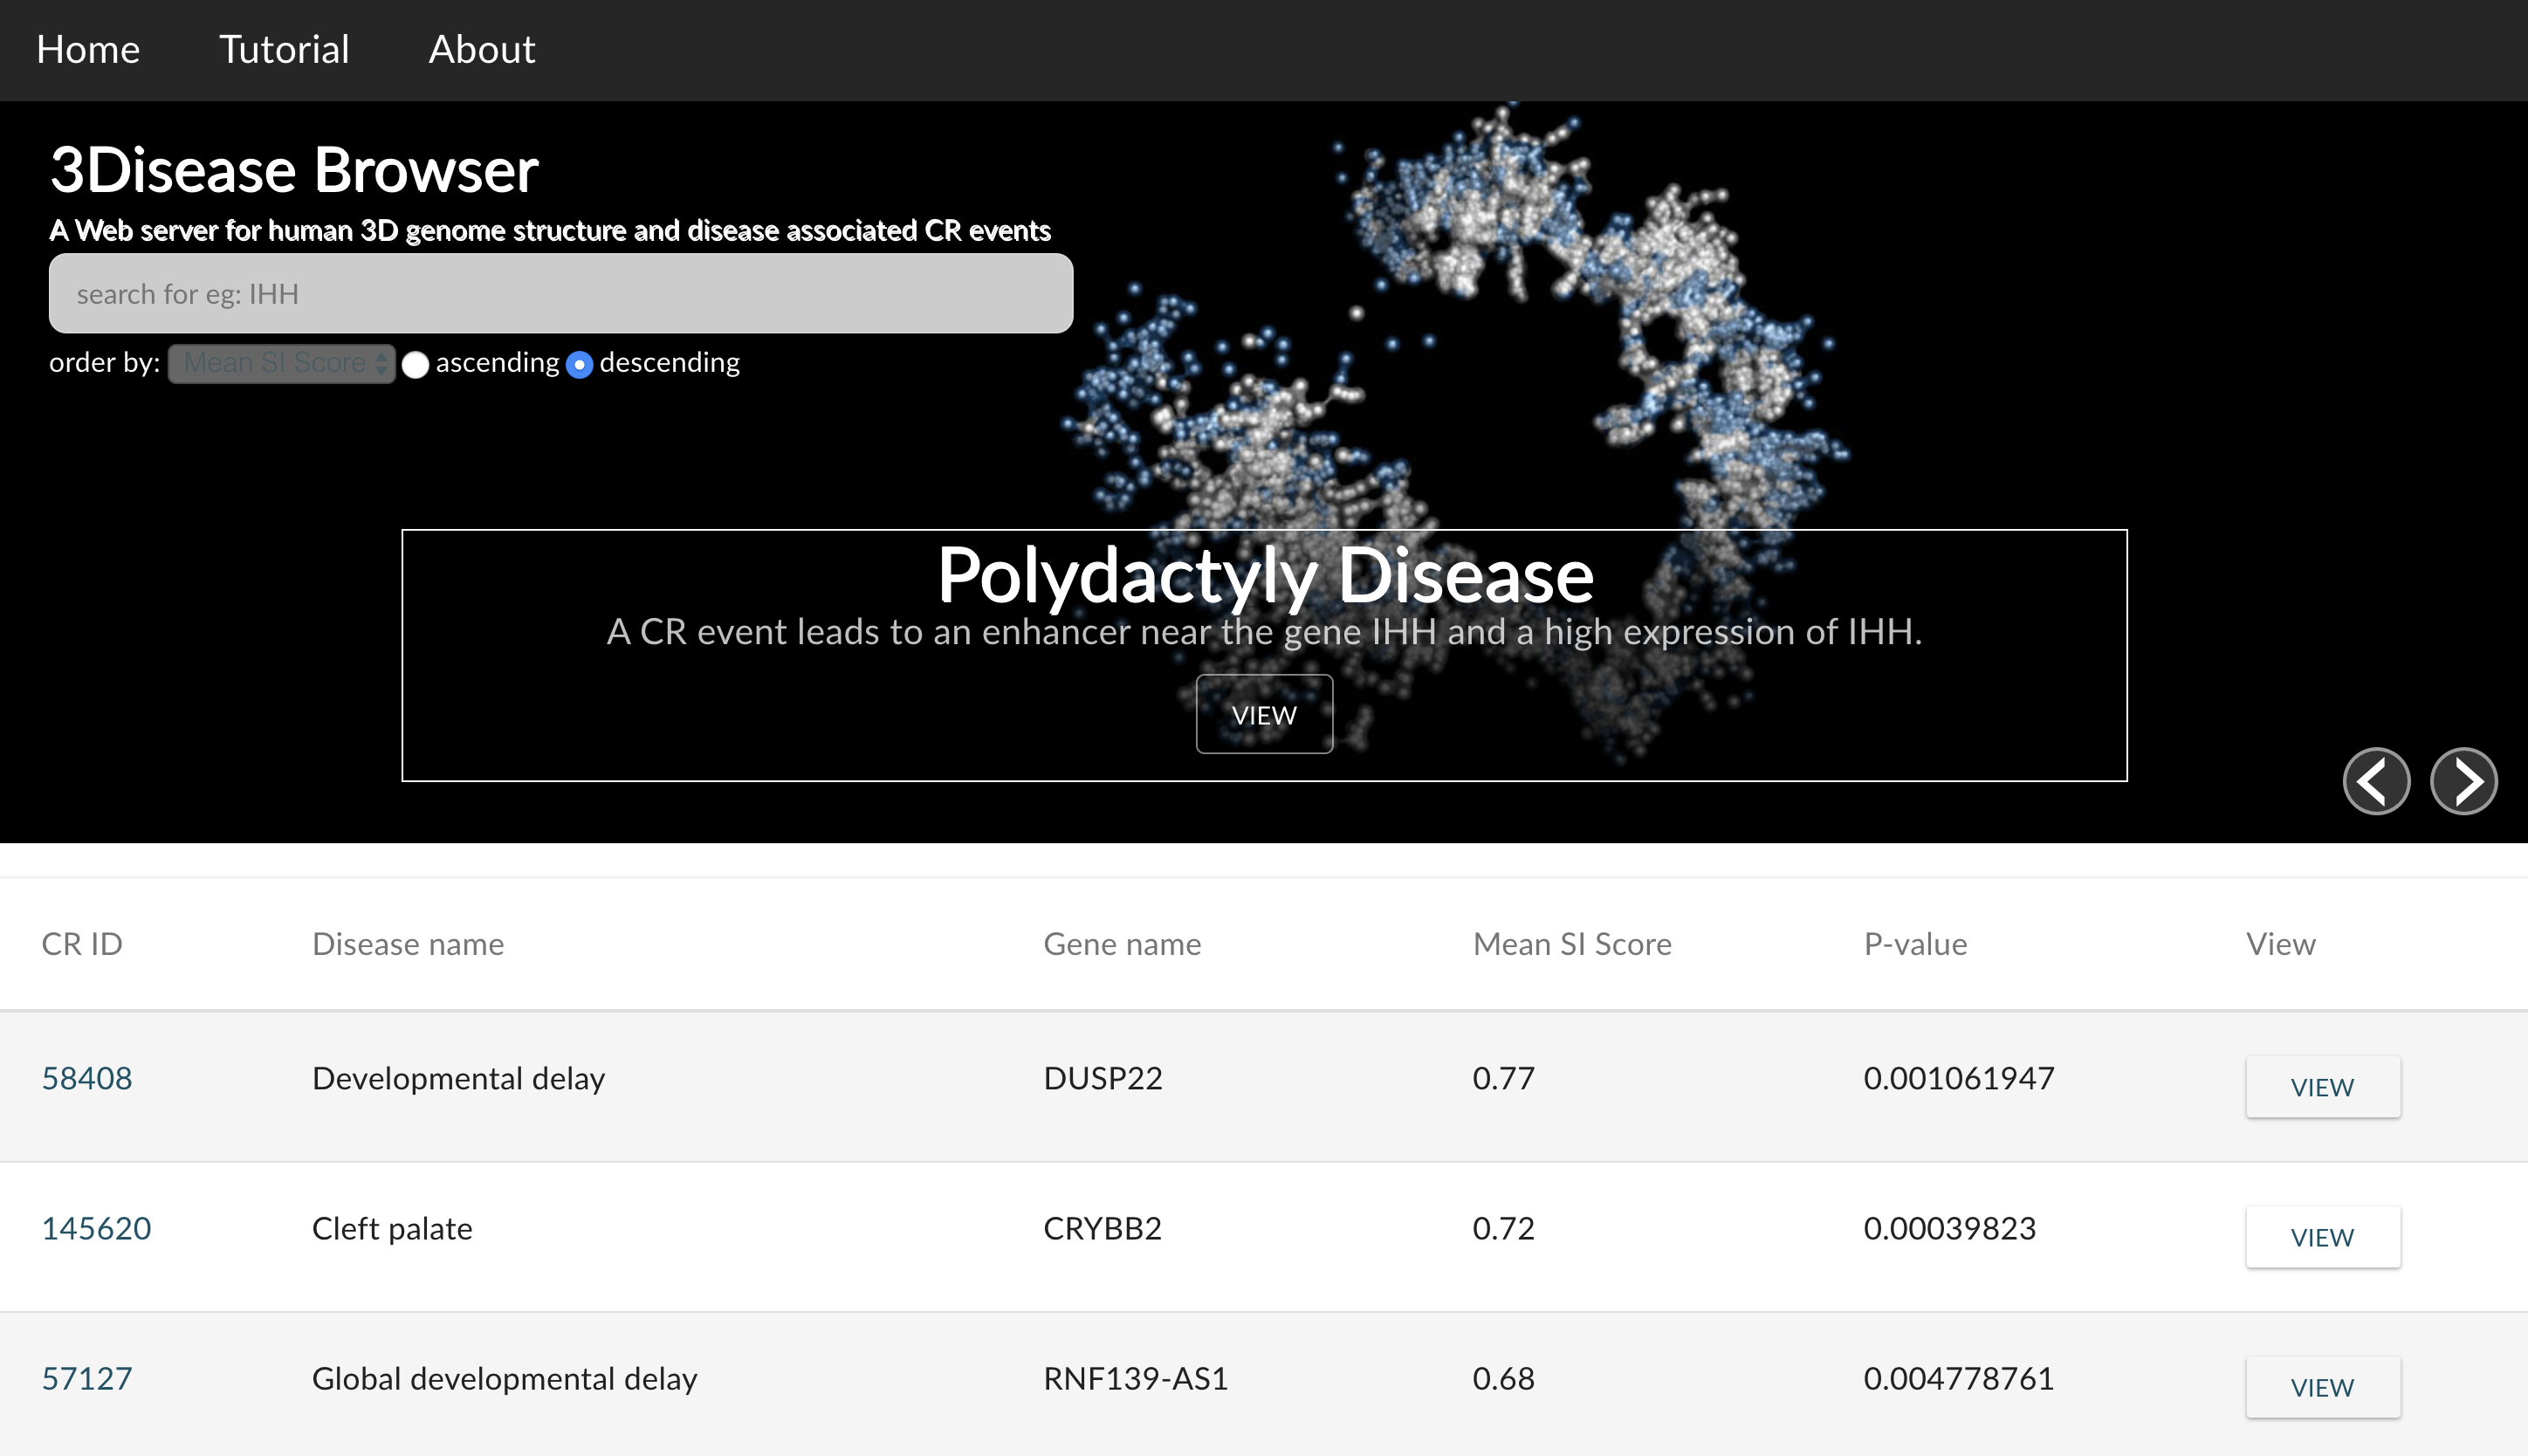 Home Tutorial About
3Disease Browser
A Web server for human 3D genome structure and disease associated CR events
search for eg: IHH
order by: Mean SI Score ascending descending
Polydactyly Disease
A CR event leads to an enhancer near the gene IHH and a high expression of IHH.
VIEW
CR ID Disease name Gene name Mean SI Score P-value View
58408 Developmental delay DUSP22 0.77 0.001061947 VIEW
145620 Cleft palate CRYBB2 0.72 0.00039823 VIEW
57127 Global developmental delay RNF139-AS1 0.68 0.004778761 VIEW